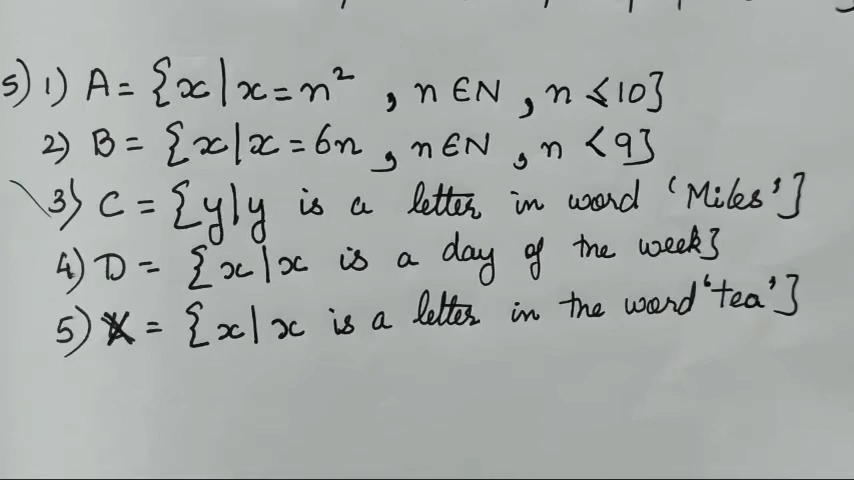 5) 1) A = {x | x = n², n ∈ N, n < 10}
2) B = {x | x = 6n, n ∈ N, n < 9}
3) C = {y | y is a letter in word 'Miles'}
4) D = {x | x is a day of the week}
5) X = {x | x is a letter in the word 'tea'}